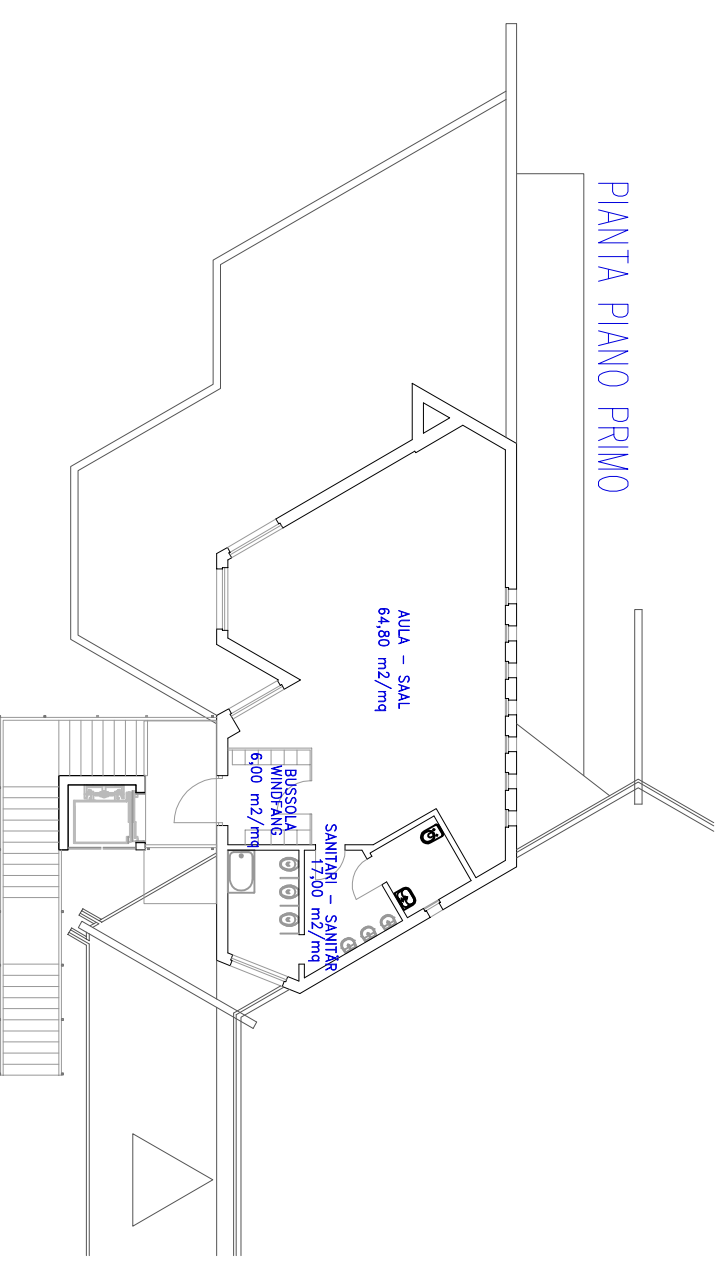 PIANTA PIANO PRIMO
AULA - SAAL
64,80 m2/mq
BUSSOLA
WINDFANG
6,00 m2/mq
SANITARI - SANITÄR
17,00 m2/mq